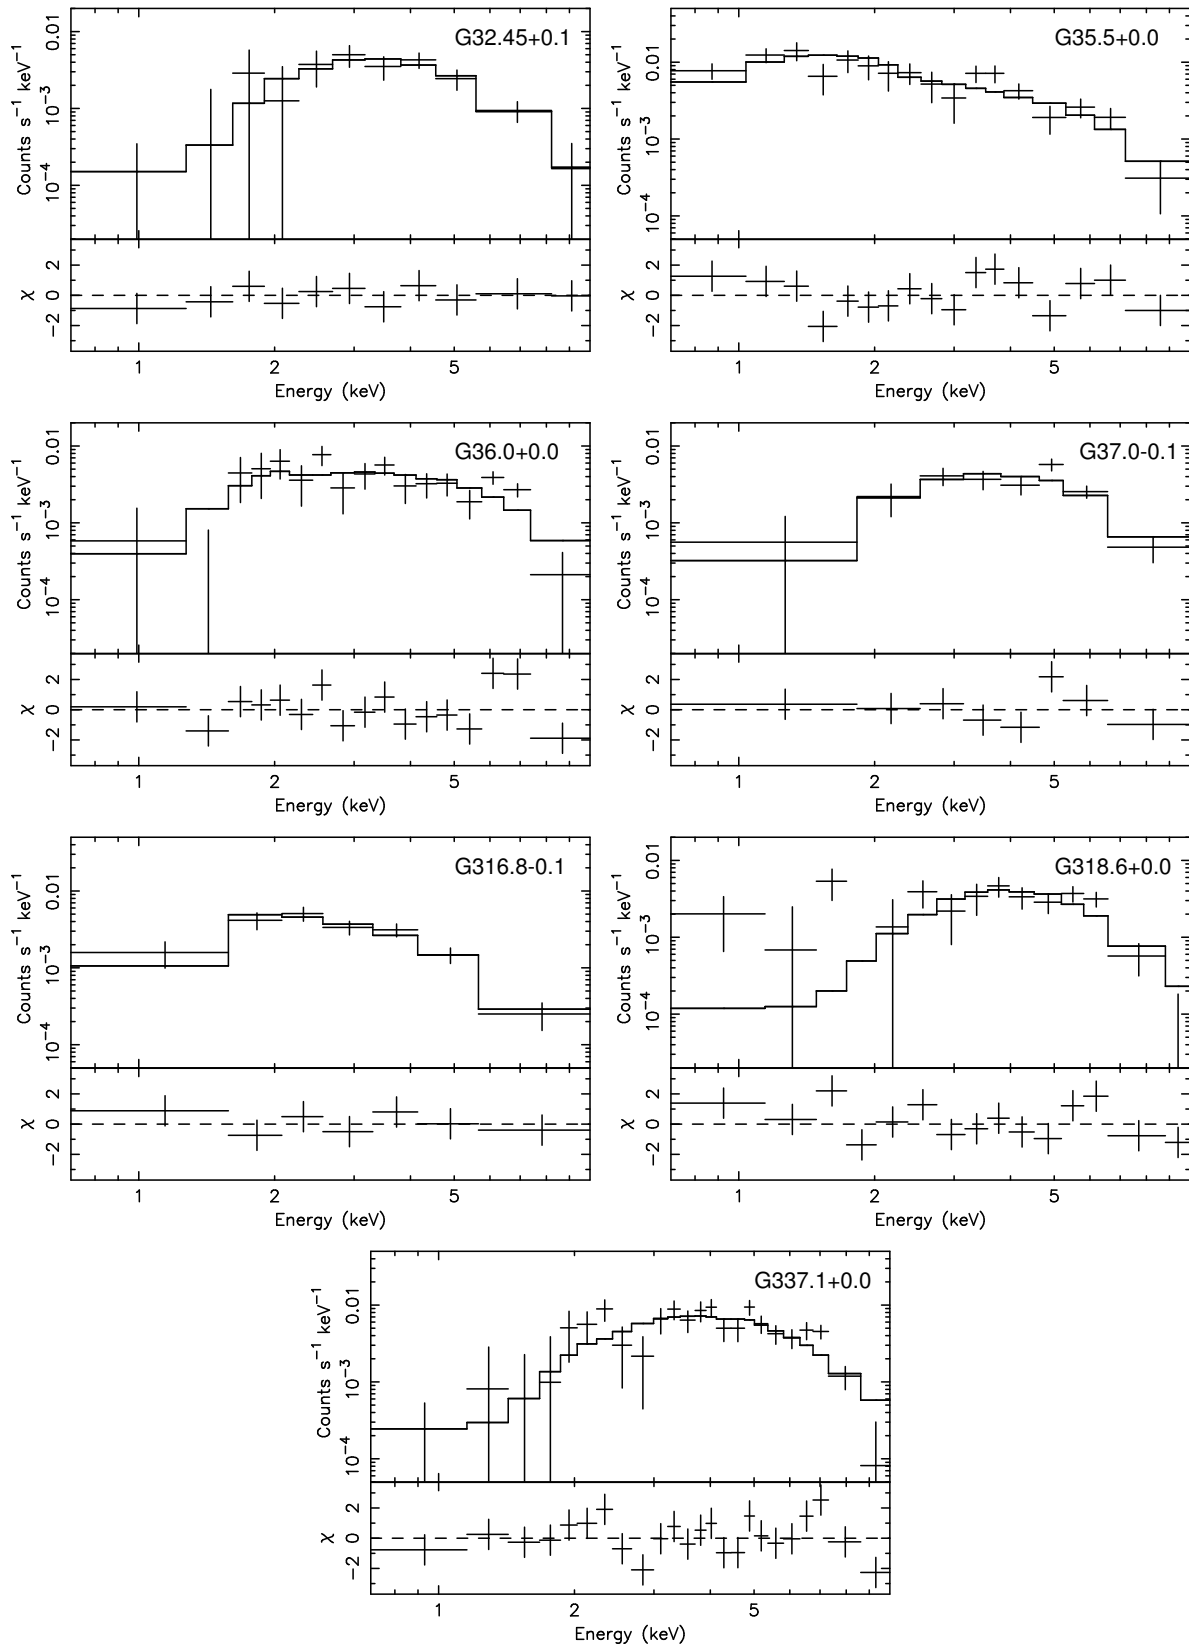 G32.45+0.1
Counts s⁻¹ keV⁻¹
0.01
10⁻³
10⁻⁴
χ
2
0
−2
1 2 5
Energy (keV)
G35.5+0.0
Counts s⁻¹ keV⁻¹
0.01
10⁻³
10⁻⁴
χ
2
0
−2
1 2 5
Energy (keV)
G36.0+0.0
Counts s⁻¹ keV⁻¹
0.01
10⁻³
10⁻⁴
χ
2
0
−2
1 2 5
Energy (keV)
G37.0-0.1
Counts s⁻¹ keV⁻¹
0.01
10⁻³
10⁻⁴
χ
2
0
−2
1 2 5
Energy (keV)
G316.8-0.1
Counts s⁻¹ keV⁻¹
0.01
10⁻³
10⁻⁴
χ
2
0
−2
1 2 5
Energy (keV)
G318.6+0.0
Counts s⁻¹ keV⁻¹
0.01
10⁻³
10⁻⁴
χ
2
0
−2
1 2 5
Energy (keV)
G337.1+0.0
Counts s⁻¹ keV⁻¹
0.01
10⁻³
10⁻⁴
χ
2
0
−2
1 2 5
Energy (keV)